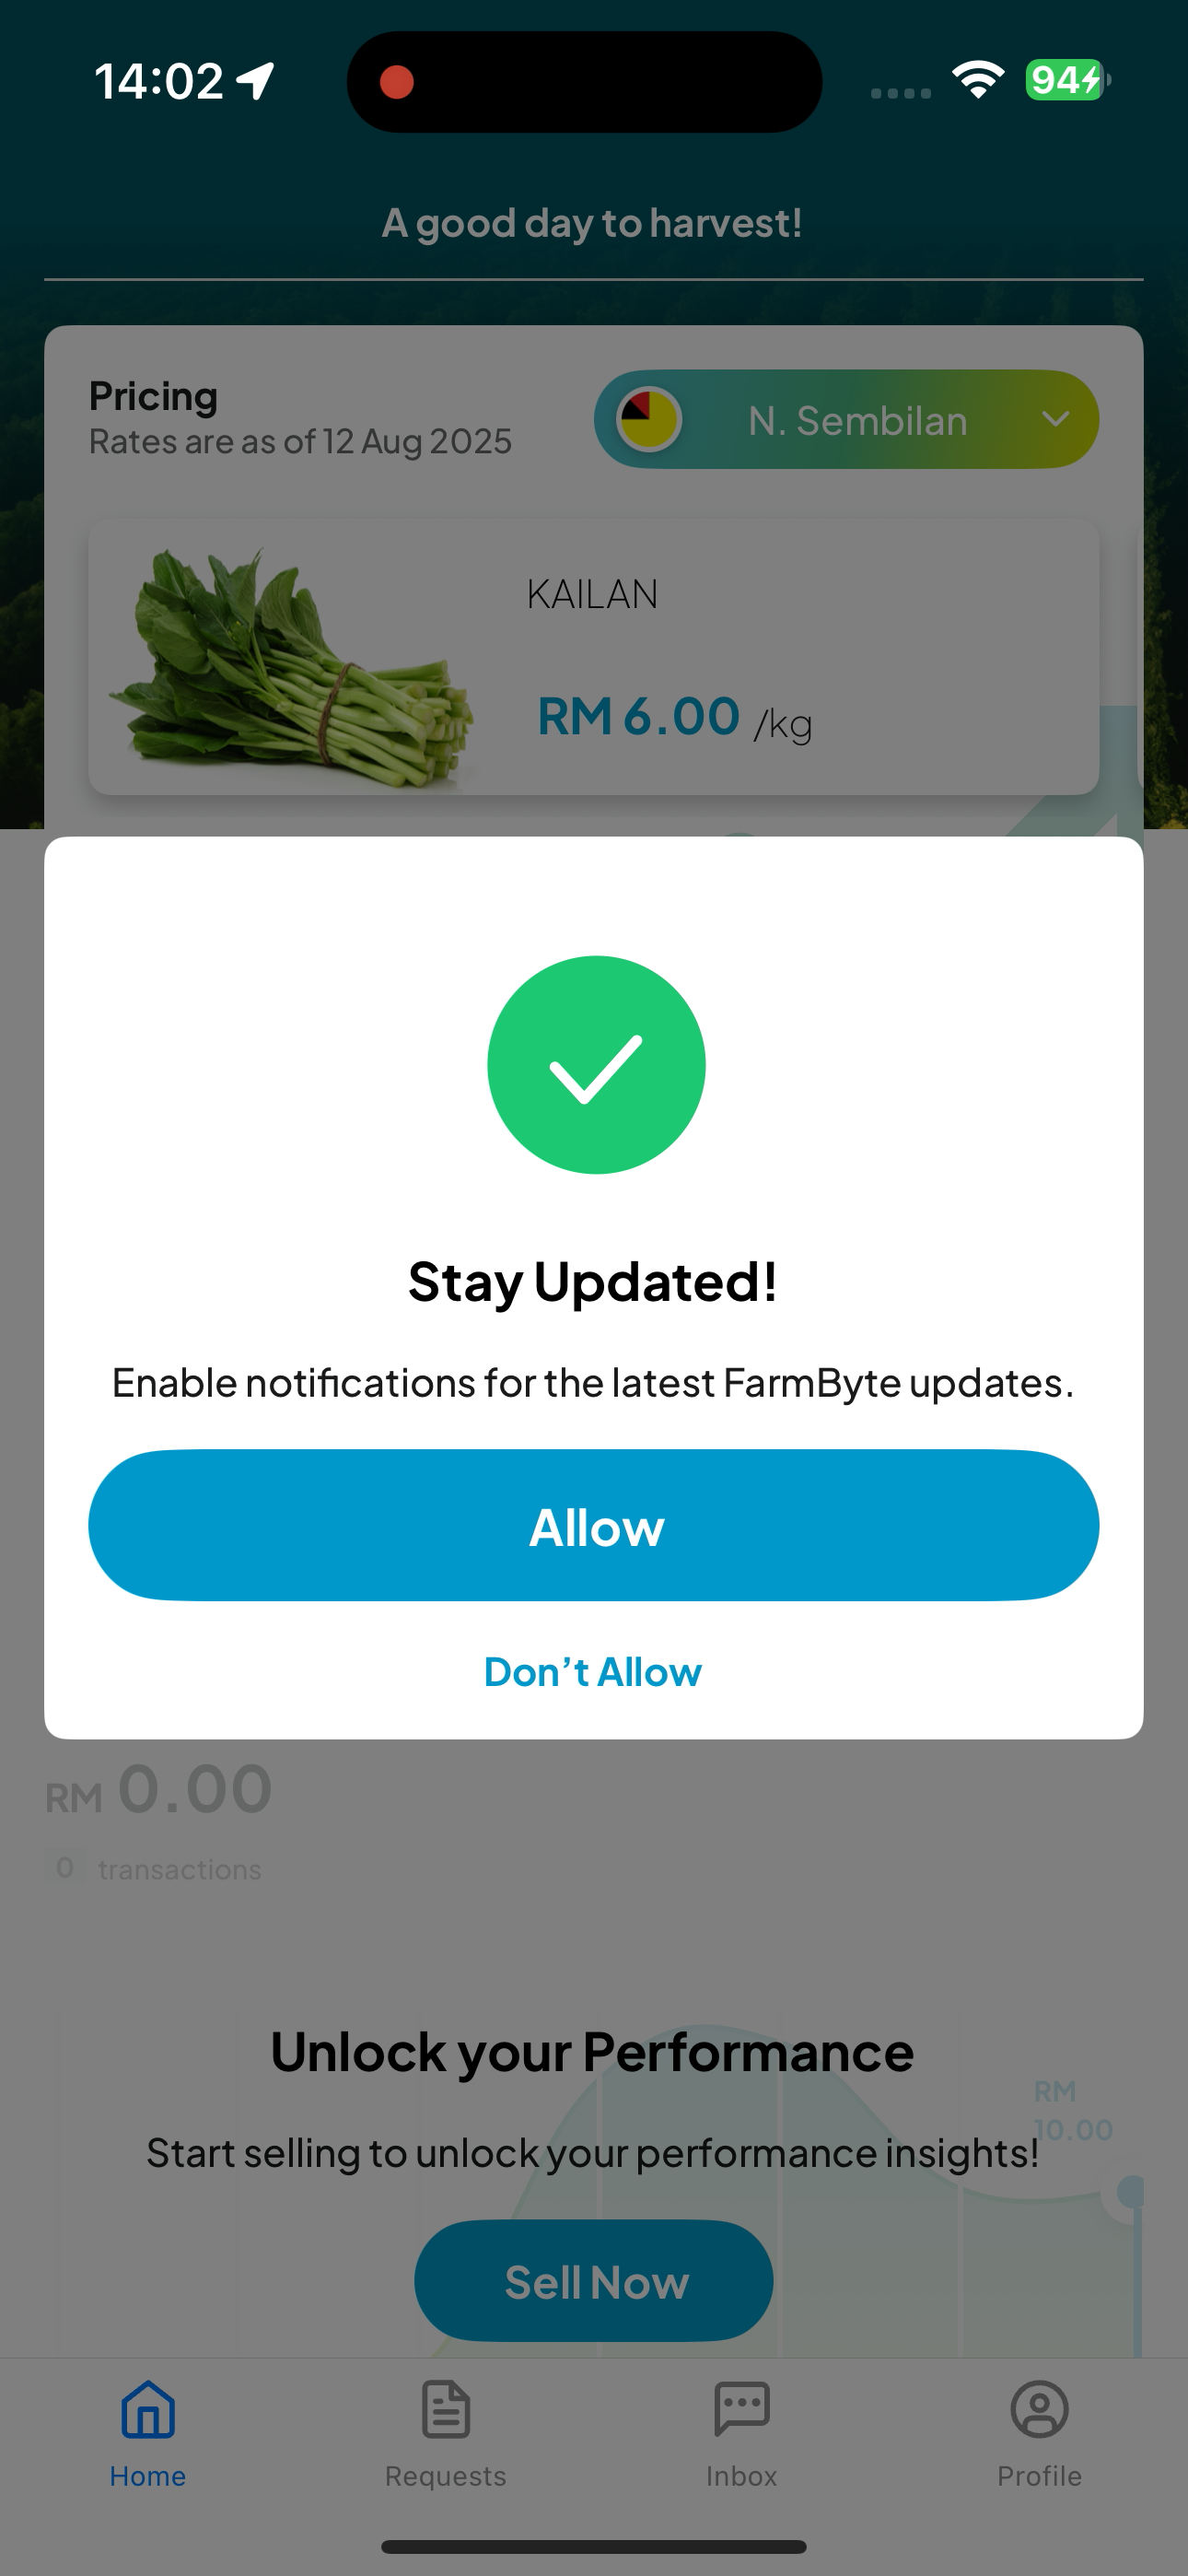 14:02
94
A good day to harvest!
Pricing
Rates are as of 12 Aug 2025
N. Sembilan
KAILAN
RM 6.00 /kg
Stay Updated!
Enable notifications for the latest FarmByte updates.
Allow
Don’t Allow
RM 0.00
0 transactions
Unlock your Performance
RM
10.00
Start selling to unlock your performance insights!
Sell Now
Home
Requests
Inbox
Profile